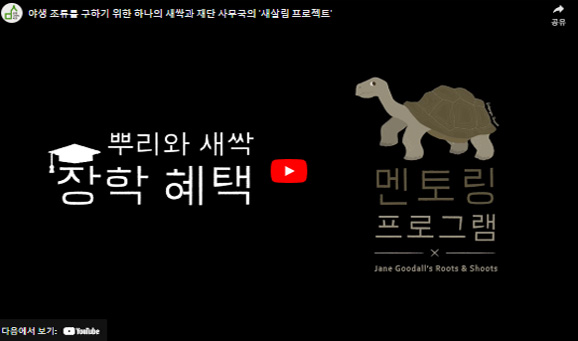 야생 조류를 구하기 위한 하나의 새싹과 재단 사무국의 '새살림 프로젝트'
공유
뿌리와 새싹
장학 혜택
멘토링
프로그램
Jane Goodall's Roots & Shoots
다음에서 보기: YouTube